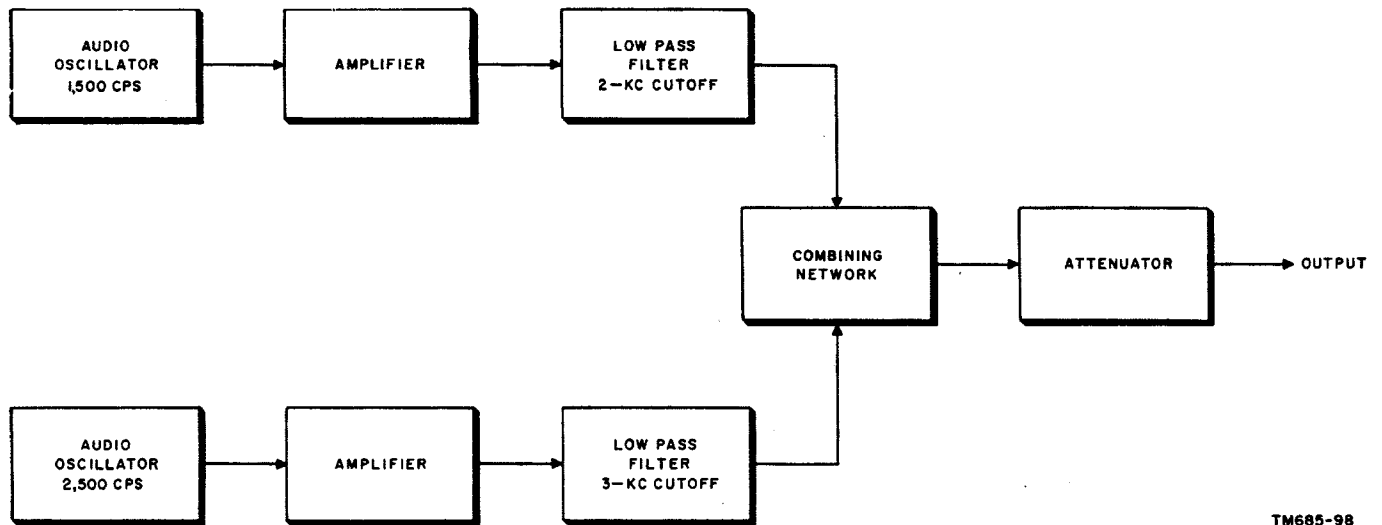 AUDIO
OSCILLATOR
1,500 CPS
AMPLIFIER
LOW PASS
FILTER
2-KC CUTOFF
COMBINING
NETWORK
ATTENUATOR
OUTPUT
AUDIO
OSCILLATOR
2,500 CPS
AMPLIFIER
LOW PASS
FILTER
3-KC CUTOFF
TM685-98